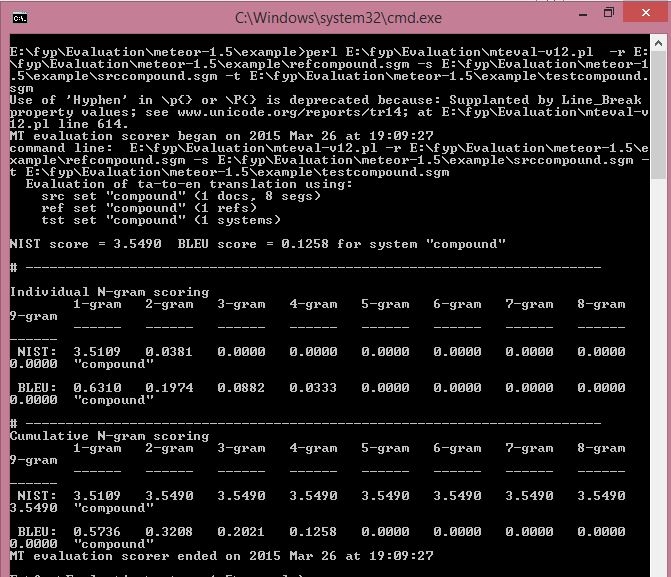 C:\Windows\system32\cmd.exe
E:\fyp\Evaluation\meteor-1.5\example>perl E:\fyp\Evaluation\mteval-v12.pl  -r E:
\fyp\Evaluation\meteor-1.5\example\refcompound.sgm -s E:\fyp\Evaluation\meteor-1
.5\example\srccompound.sgm -t E:\fyp\Evaluation\meteor-1.5\example\testcompound.
sgm
Use of 'Hyphen' in \p{} or \P{} is deprecated because: Supplanted by Line_Break
property values; see www.unicode.org/reports/tr14; at E:\fyp\Evaluation\mteval-v
12.pl line 614.
MT evaluation scorer began on 2015 Mar 26 at 19:09:27
command line:  E:\fyp\Evaluation\mteval-v12.pl -r E:\fyp\Evaluation\meteor-1.5\e
xample\refcompound.sgm -s E:\fyp\Evaluation\meteor-1.5\example\srccompound.sgm -
t E:\fyp\Evaluation\meteor-1.5\example\testcompound.sgm
  Evaluation of ta-to-en translation using:
    src set "compound" (1 docs, 8 segs)
    ref set "compound" (1 refs)
    tst set "compound" (1 systems)
NIST score = 3.5490  BLEU score = 0.1258 for system "compound"
# ------------------------------------------------------------------------
Individual N-gram scoring
        1-gram   2-gram   3-gram   4-gram   5-gram   6-gram   7-gram   8-gram
9-gram
        ------   ------   ------   ------   ------   ------   ------   ------
------
 NIST:  3.5109   0.0381   0.0000   0.0000   0.0000   0.0000   0.0000   0.0000
0.0000  "compound"
 BLEU:  0.6310   0.1974   0.0882   0.0333   0.0000   0.0000   0.0000   0.0000
0.0000  "compound"
# ------------------------------------------------------------------------
Cumulative N-gram scoring
        1-gram   2-gram   3-gram   4-gram   5-gram   6-gram   7-gram   8-gram
9-gram
        ------   ------   ------   ------   ------   ------   ------   ------
------
 NIST:  3.5109   3.5490   3.5490   3.5490   3.5490   3.5490   3.5490   3.5490
3.5490  "compound"
 BLEU:  0.5736   0.3208   0.2021   0.1258   0.0000   0.0000   0.0000   0.0000
0.0000  "compound"
MT evaluation scorer ended on 2015 Mar 26 at 19:09:27